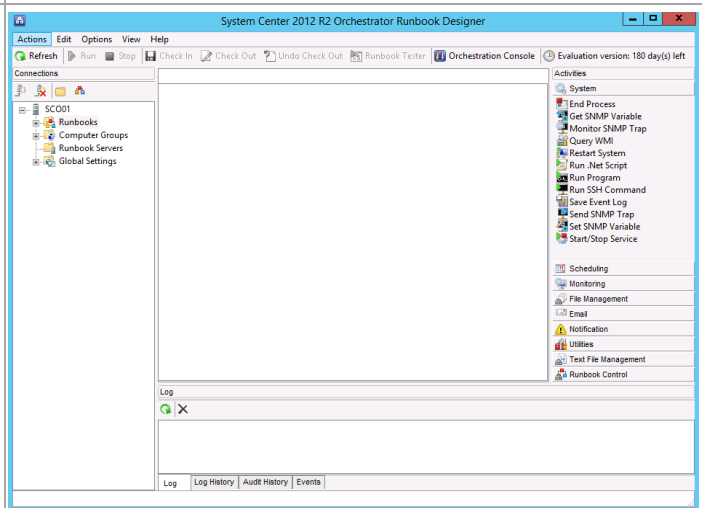 System Center 2012 R2 Orchestrator Runbook Designer
Actions Edit Options View Help
Refresh Run Stop Check In Check Out Undo Check Out Runbook Tester Orchestration Console Evaluation version: 180 day(s) left
Connections
SCO01
Runbooks
Computer Groups
Runbook Servers
Global Settings
Activities
System
End Process
Get SNMP Variable
Monitor SNMP Trap
Query WMI
Restart System
Run .Net Script
Run Program
Run SSH Command
Save Event Log
Send SNMP Trap
Set SNMP Variable
Start/Stop Service
Scheduling
Monitoring
File Management
Email
Notification
Utilities
Text File Management
Runbook Control
Log
Log Log History Audit History Events